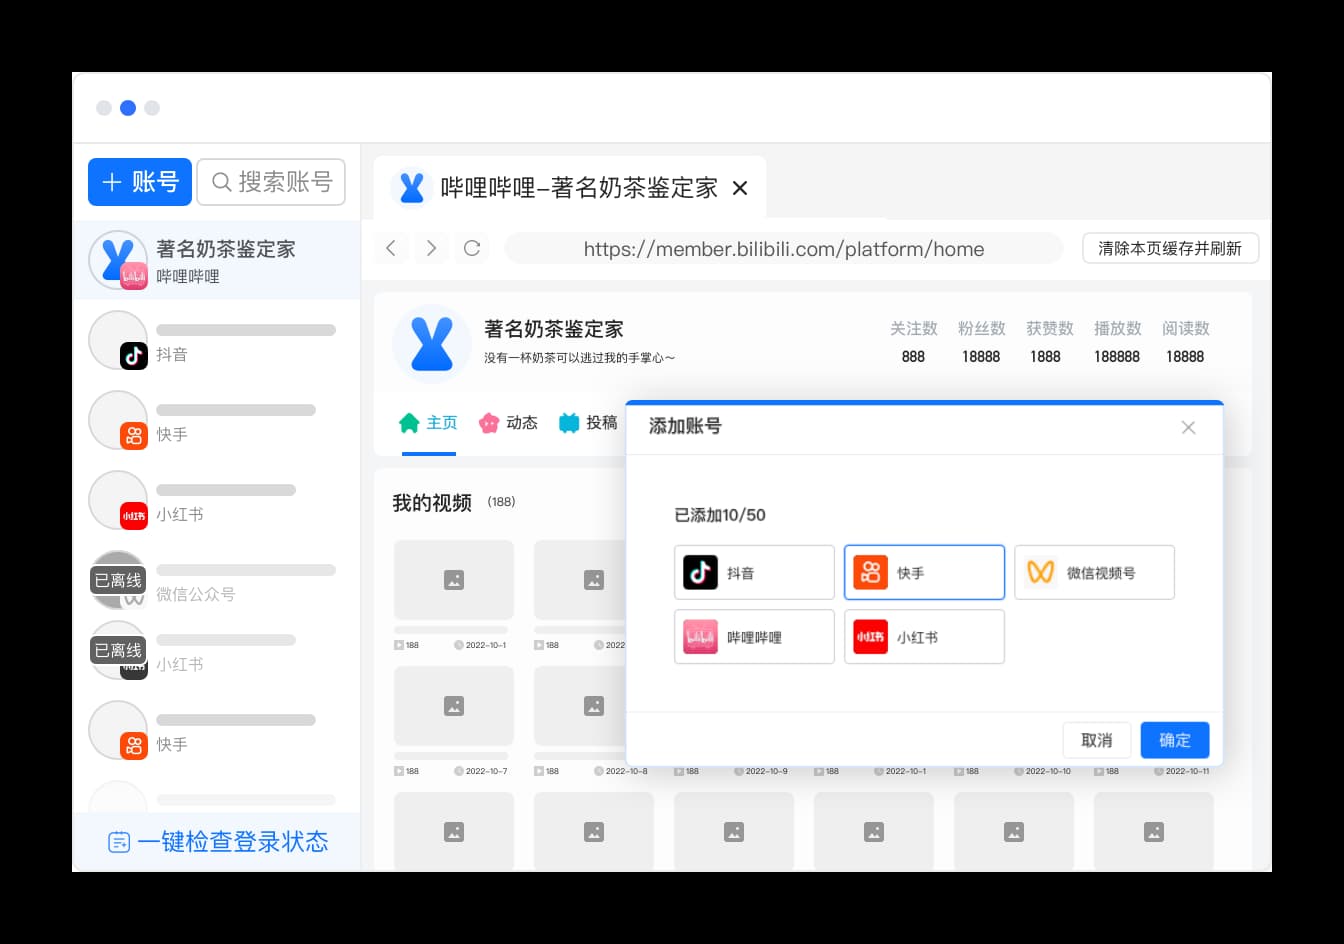 账号
搜索账号
著名奶茶鉴定家
哔哩哔哩
bilibili
抖音
快手
小红书
小红书
已离线
微信公众号
已离线
小红书
快手
一键检查登录状态
哔哩哔哩-著名奶茶鉴定家
https://member.bilibili.com/platform/home
清除本页缓存并刷新
著名奶茶鉴定家
没有一杯奶茶可以逃过我的手掌心~
关注数 粉丝数 获赞数 播放数 阅读数
888 18888 1888 188888 18888
主页 动态 投稿
我的视频 (188)
188 2022-10-1 188 2022
188 2022-10-7 188 2022-10-8 188 2022-10-9 188 2022-10-1 188 2022-10-10 188 2022-10-11
添加账号
已添加10/50
抖音
快手
微信视频号
bilibili
哔哩哔哩
小红书
小红书
取消
确定